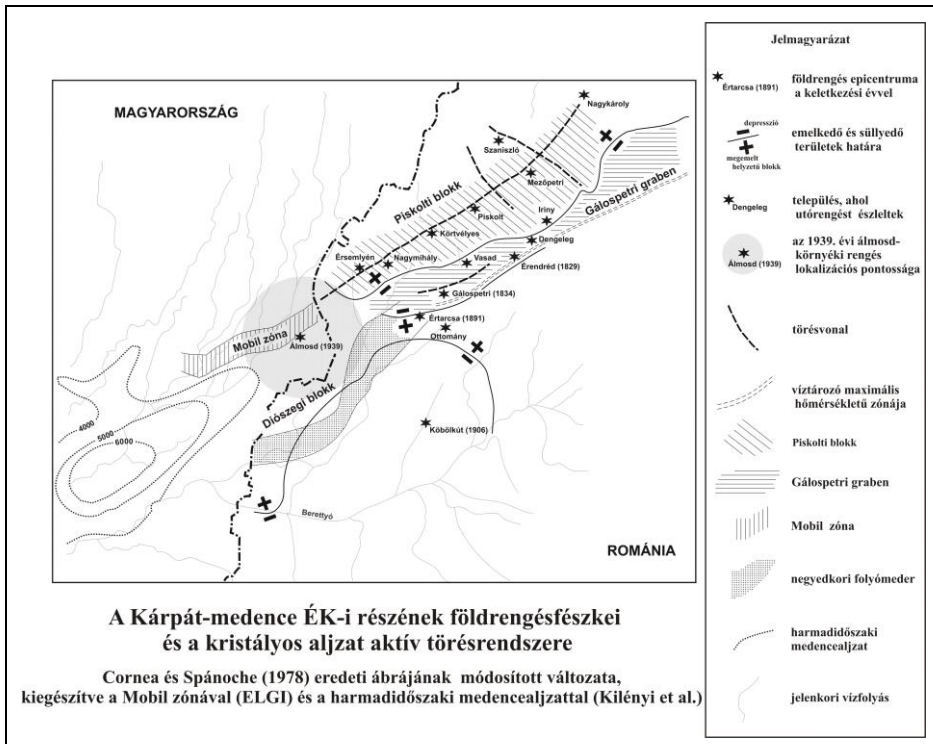 MAGYARORSZÁG
Nagykároly
Szaniszló
Mezőpetri
Piskolti blokk
Gálospetri graben
Piskolt
Iriny
Körtvélyes
Dengeleg
Érsemlyén
Nagymihály
Vasad
Érendréd (1829)
Gálospetri (1834)
Értarcsa (1891)
Ottomány
Mobil zóna
Álmosd (1939)
Diószegi blokk
4000
5000
6000
Köbölkút (1906)
Berettyó
ROMÁNIA
A Kárpát-medence ÉK-i részének földrengésfészkei
és a kristályos aljzat aktív törésrendszere
Cornea és Spánoche (1978) eredeti ábrájának módosított változata,
kiegészítve a Mobil zónával (ELGI) és a harmadidőszaki medencealjzattal (Kilényi et al.)
Jelmagyarázat
Értarcsa (1891)
földrengés epicentruma
a keletkezési évvel
depresszió
megemelt
helyzetű blokk
emelkedő és süllyedő
területek határa
Dengeleg
település, ahol
utórengést észleltek
Álmosd (1939)
az 1939. évi álmosd-
környéki rengés
lokalizációs pontossága
törésvonal
víztározó maximális
hőmérsékletű zónája
Piskolti blokk
Gálospetri graben
Mobil zóna
negyedkori folyómeder
harmadidőszaki
medencealjzat
jelenkori vízfolyás